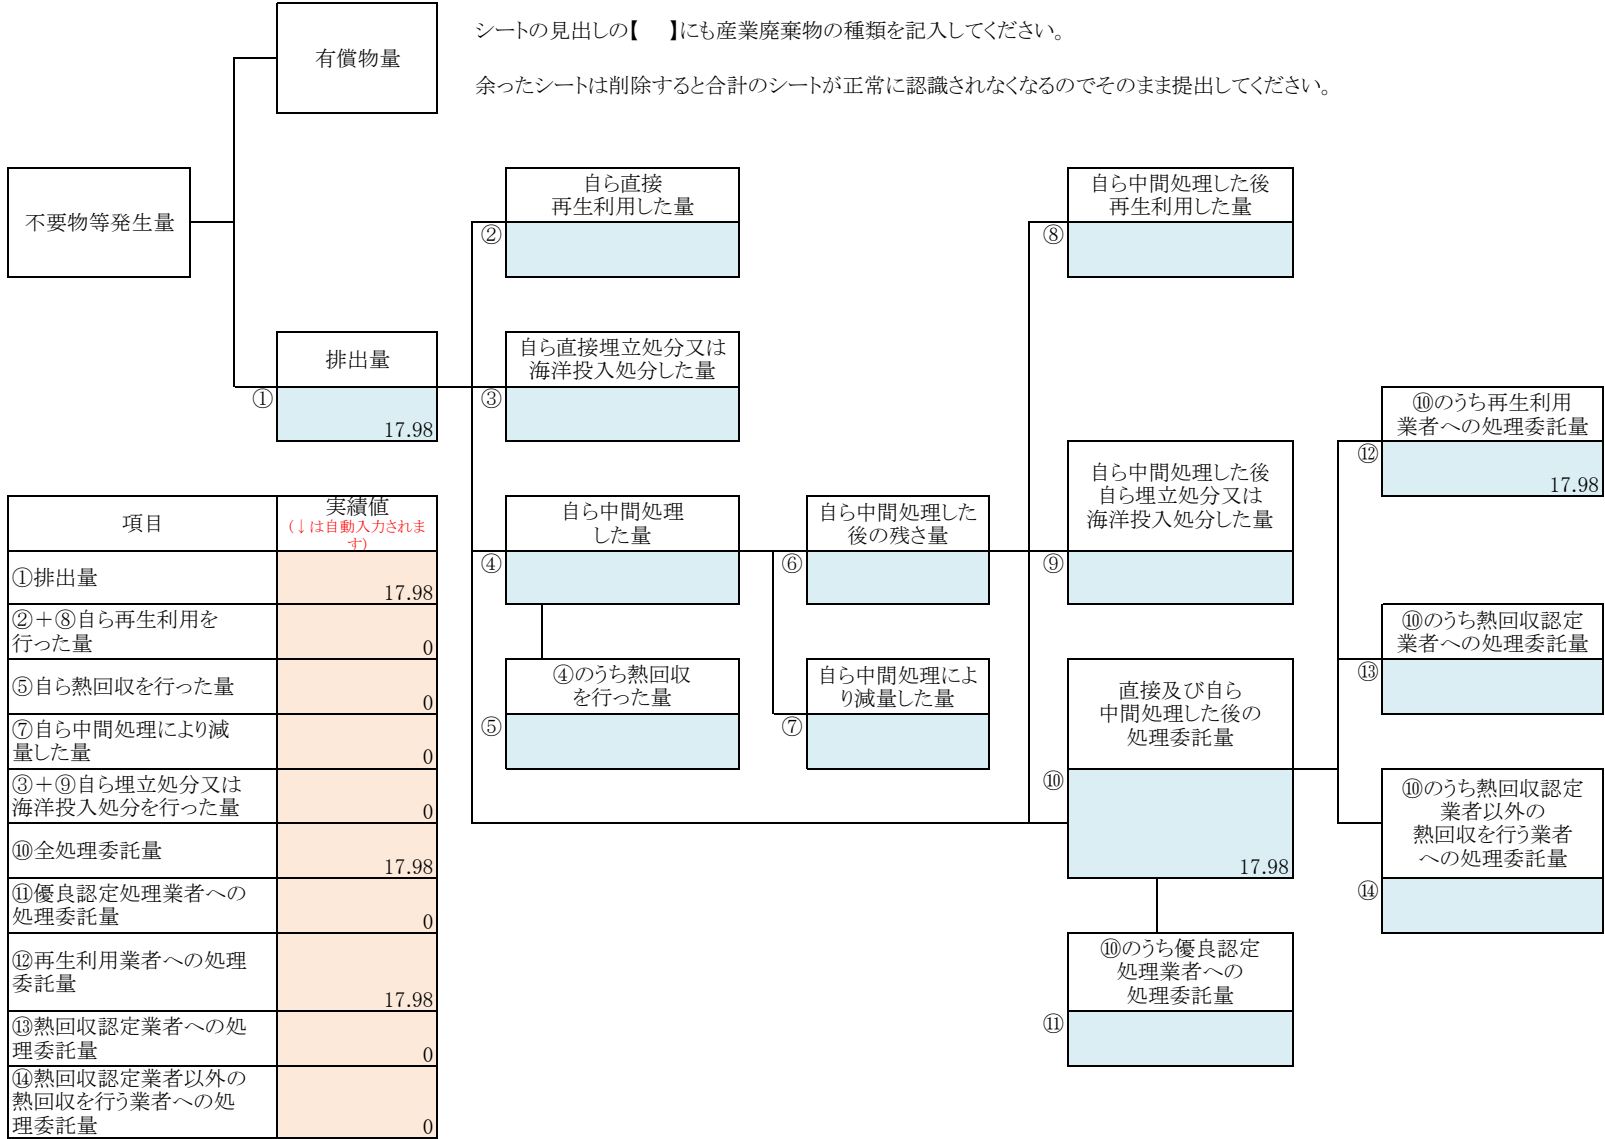 シートの見出しの【　】にも産業廃棄物の種類を記入してください。
有償物量
余ったシートは削除すると合計のシートが正常に認識されなくなるのでそのまま提出してください。
不要物等発生量
自ら直接
再生利用した量
②
自ら中間処理した後
再生利用した量
⑧
排出量
①
17.98
自ら直接埋立処分又は
海洋投入処分した量
③
⑩のうち再生利用
業者への処理委託量
⑫
17.98
自ら中間処理
した量
④
自ら中間処理した
後の残さ量
⑥
自ら中間処理した後
自ら埋立処分又は
海洋投入処分した量
⑨
⑩のうち熱回収認定
業者への処理委託量
⑬
④のうち熱回収
を行った量
⑤
自ら中間処理によ
り減量した量
⑦
直接及び自ら
中間処理した後の
処理委託量
⑩
17.98
⑩のうち熱回収認定
業者以外の
熱回収を行う業者
への処理委託量
⑭
⑩のうち優良認定
処理業者への
処理委託量
⑪
項目
実績値
(↓は自動入力されま
す)
①排出量
17.98
②＋⑧自ら再生利用を
行った量
0
⑤自ら熱回収を行った量
0
⑦自ら中間処理により減
量した量
0
③＋⑨自ら埋立処分又は
海洋投入処分を行った量
0
⑩全処理委託量
17.98
⑪優良認定処理業者への
処理委託量
0
⑫再生利用業者への処理
委託量
17.98
⑬熱回収認定業者への処
理委託量
0
⑭熱回収認定業者以外の
熱回収を行う業者への処
理委託量
0